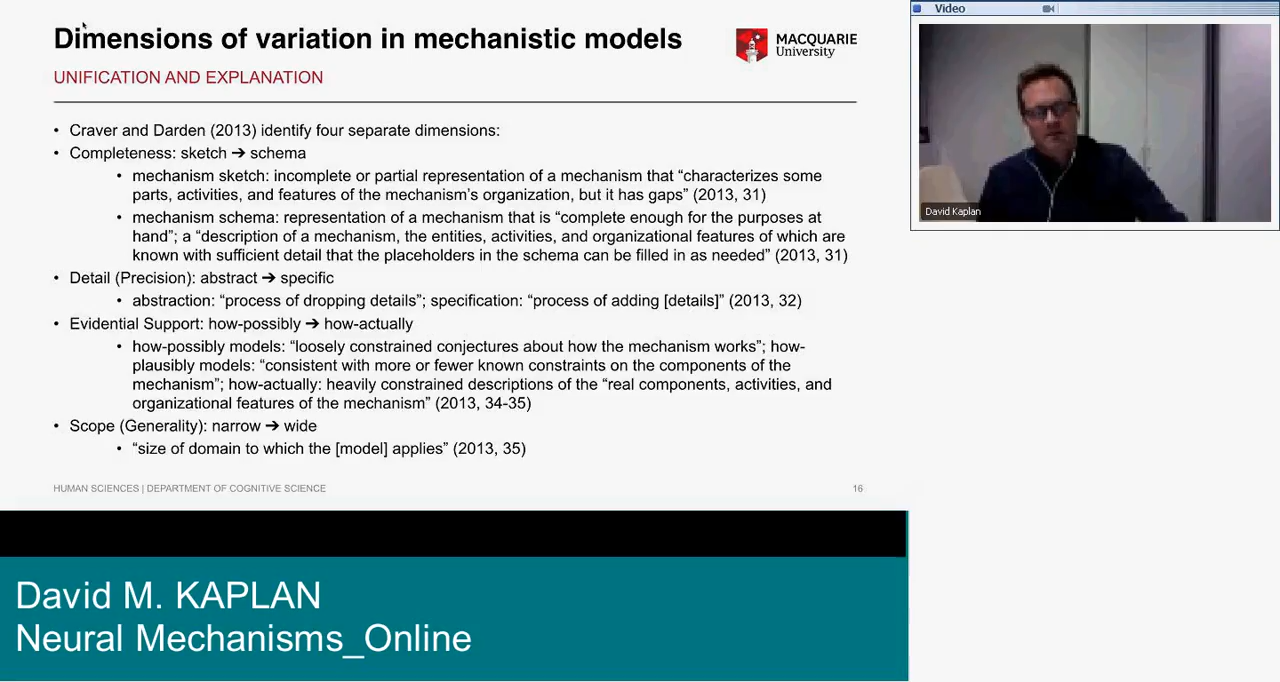 Dimensions of variation in mechanistic models
MACQUARIE
University
UNIFICATION AND EXPLANATION
• Craver and Darden (2013) identify four separate dimensions:
• Completeness: sketch ➔ schema
• mechanism sketch: incomplete or partial representation of a mechanism that “characterizes some
parts, activities, and features of the mechanism’s organization, but it has gaps” (2013, 31)
• mechanism schema: representation of a mechanism that is “complete enough for the purposes at
hand”; a “description of a mechanism, the entities, activities, and organizational features of which are
known with sufficient detail that the placeholders in the schema can be filled in as needed” (2013, 31)
• Detail (Precision): abstract ➔ specific
• abstraction: “process of dropping details”; specification: “process of adding [details]” (2013, 32)
• Evidential Support: how-possibly ➔ how-actually
• how-possibly models: “loosely constrained conjectures about how the mechanism works”; how-
plausibly models: “consistent with more or fewer known constraints on the components of the
mechanism”; how-actually: heavily constrained descriptions of the “real components, activities, and
organizational features of the mechanism” (2013, 34-35)
• Scope (Generality): narrow ➔ wide
• “size of domain to which the [model] applies” (2013, 35)
HUMAN SCIENCES | DEPARTMENT OF COGNITIVE SCIENCE
16
Video
David Kaplan
David M. KAPLAN
Neural Mechanisms_Online